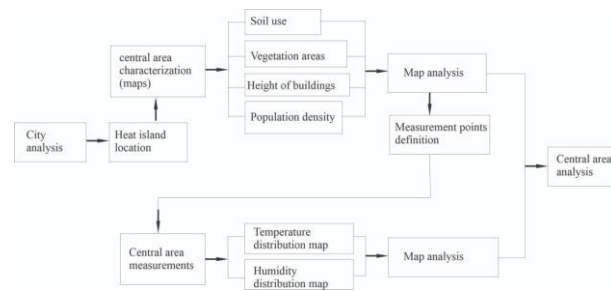 Soil use
central area
characterization
(maps)
Vegetation areas
Height of buildings
Population density
Map analysis
City
analysis
Heat island
location
Measurement points
definition
Central area
analysis
Central area
measurements
Temperature
distribution map
Humidity
distribution map
Map analysis